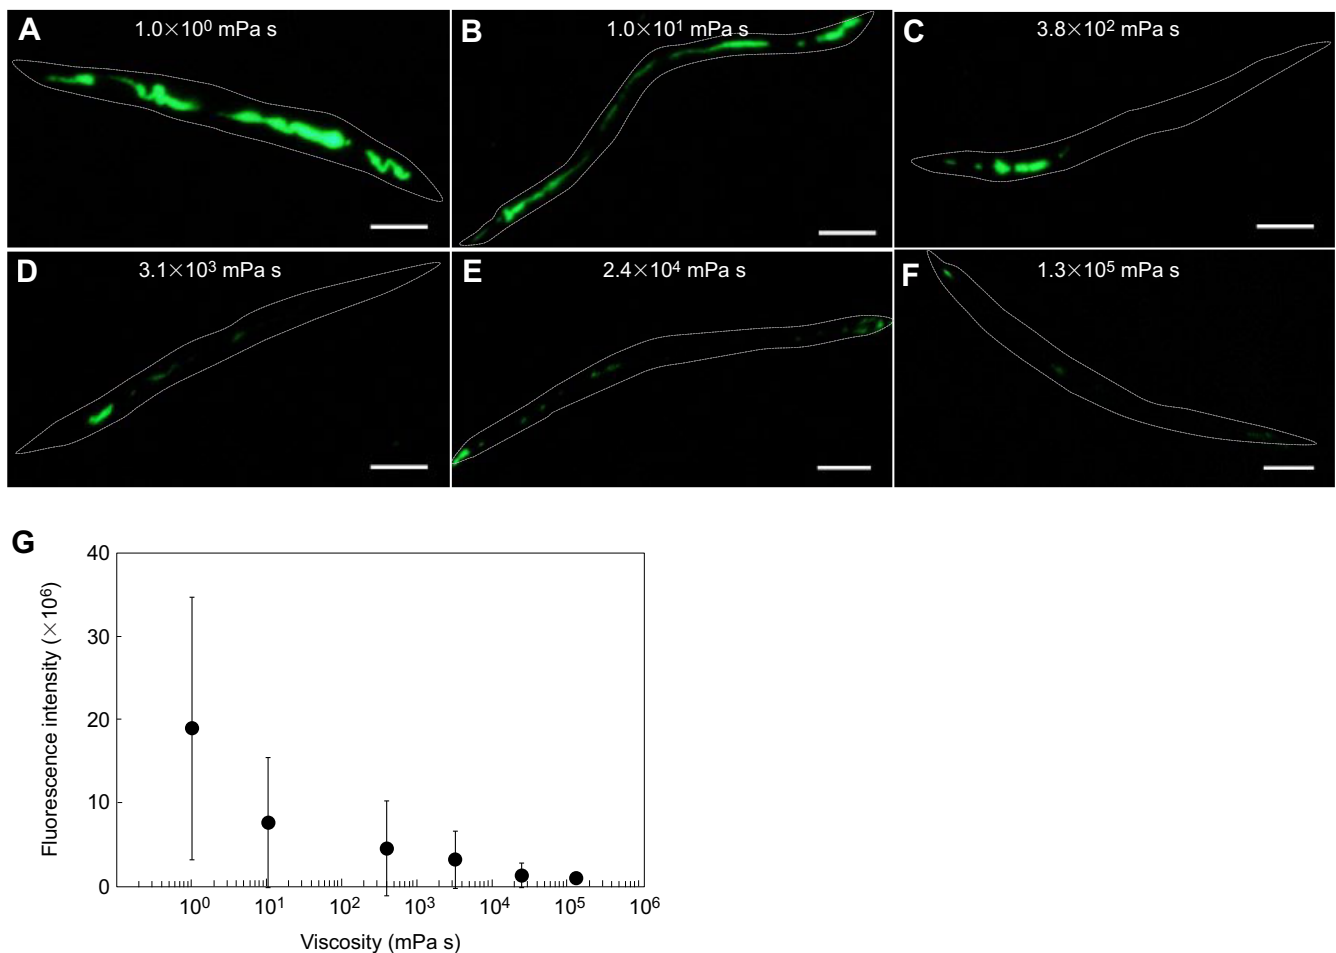 A 1.0×10⁰ mPa s
B 1.0×10¹ mPa s
C 3.8×10² mPa s
D 3.1×10³ mPa s
E 2.4×10⁴ mPa s
F 1.3×10⁵ mPa s
G
Fluorescence intensity (×10⁶)
40
30
20
10
0
10⁰ 10¹ 10² 10³ 10⁴ 10⁵ 10⁶
Viscosity (mPa s)